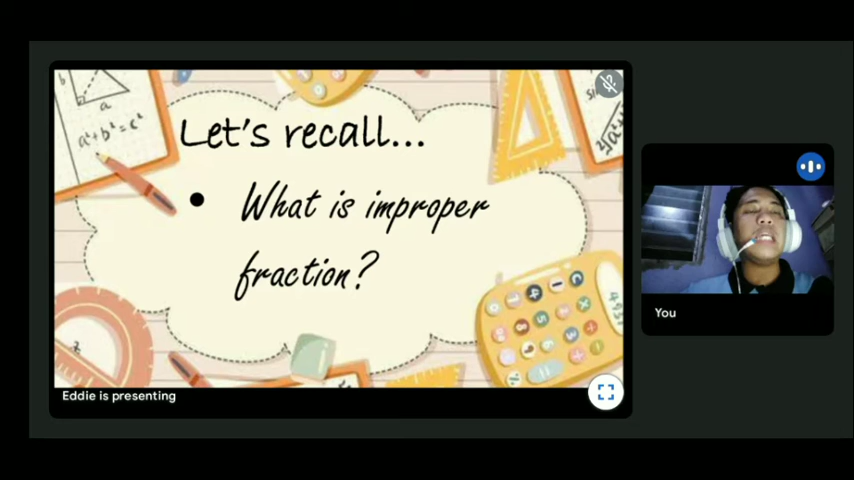 Let's recall...
• What is improper
fraction?
b
a
a²+b²=c²
Eddie is presenting
You